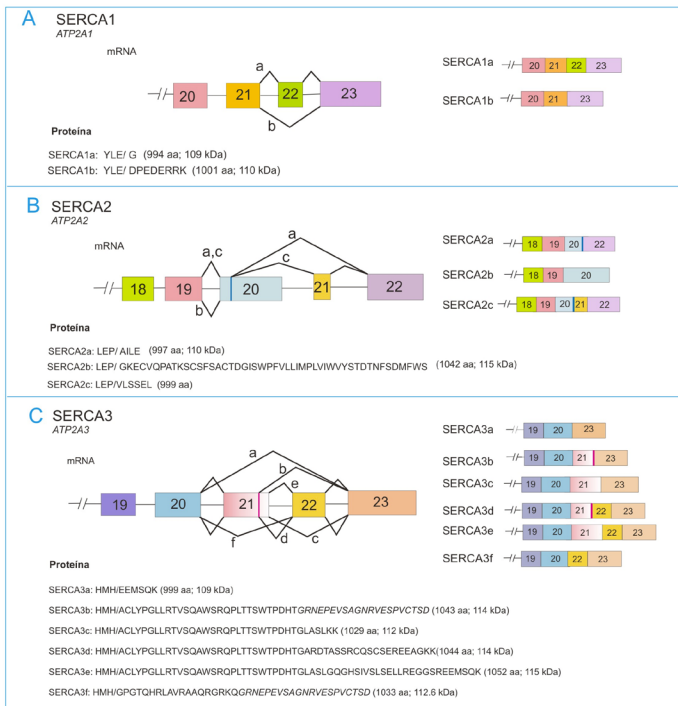 A SERCA1
ATP2A1
mRNA
a
20 21 22 23
b
SERCA1a 20 21 22 23
SERCA1b 20 21 23
Proteína
SERCA1a: YLE/ G (994 aa; 109 kDa)
SERCA1b: YLE/ DPEDERRK (1001 aa; 110 kDa)
B SERCA2
ATP2A2
mRNA
a
a,c
c
18 19 20 21 22
b
SERCA2a 18 19 20 22
SERCA2b 18 19 20
SERCA2c 18 19 20 21 22
Proteína
SERCA2a: LEP/ AILE (997 aa; 110 kDa)
SERCA2b: LEP/ GKECVQPATKSCSFSACTDGISWPFVLLIMPLVIWVYSTDTNFSDMFWS (1042 aa; 115 kDa)
SERCA2c: LEP/VLSSEL (999 aa)
C SERCA3
ATP2A3
mRNA
a
b
e
19 20 21 22 23
f d c
SERCA3a 19 20 23
SERCA3b 19 20 21 23
SERCA3c 19 20 21 23
SERCA3d 19 20 21 22 23
SERCA3e 19 20 21 22 23
SERCA3f 19 20 22 23
Proteína
SERCA3a: HMH/EEMSQK (999 aa; 109 kDa)
SERCA3b: HMH/ACLYPGLLRTVSQAWSRQPLTTSWTPDHTGRNEPEVSAGNRVESPVCTSD (1043 aa; 114 kDa)
SERCA3c: HMH/ACLYPGLLRTVSQAWSRQPLTTSWTPDHTGLASLKK (1029 aa; 112 kDa)
SERCA3d: HMH/ACLYPGLLRTVSQAWSRQPLTTSWTPDHTGARDTASSRCQSCSEREEAGKK(1044 aa; 114 kDa)
SERCA3e: HMH/ACLYPGLLRTVSQAWSRQPLTTSWTPDHTGLASLGQGHSIVSLSELLREGGSREEMSQK (1052 aa; 115 kDa)
SERCA3f: HMH/GPGTQHRLAVRAAQRGRKQGRNEPEVSAGNRVESPVCTSD (1033 aa; 112.6 kDa)